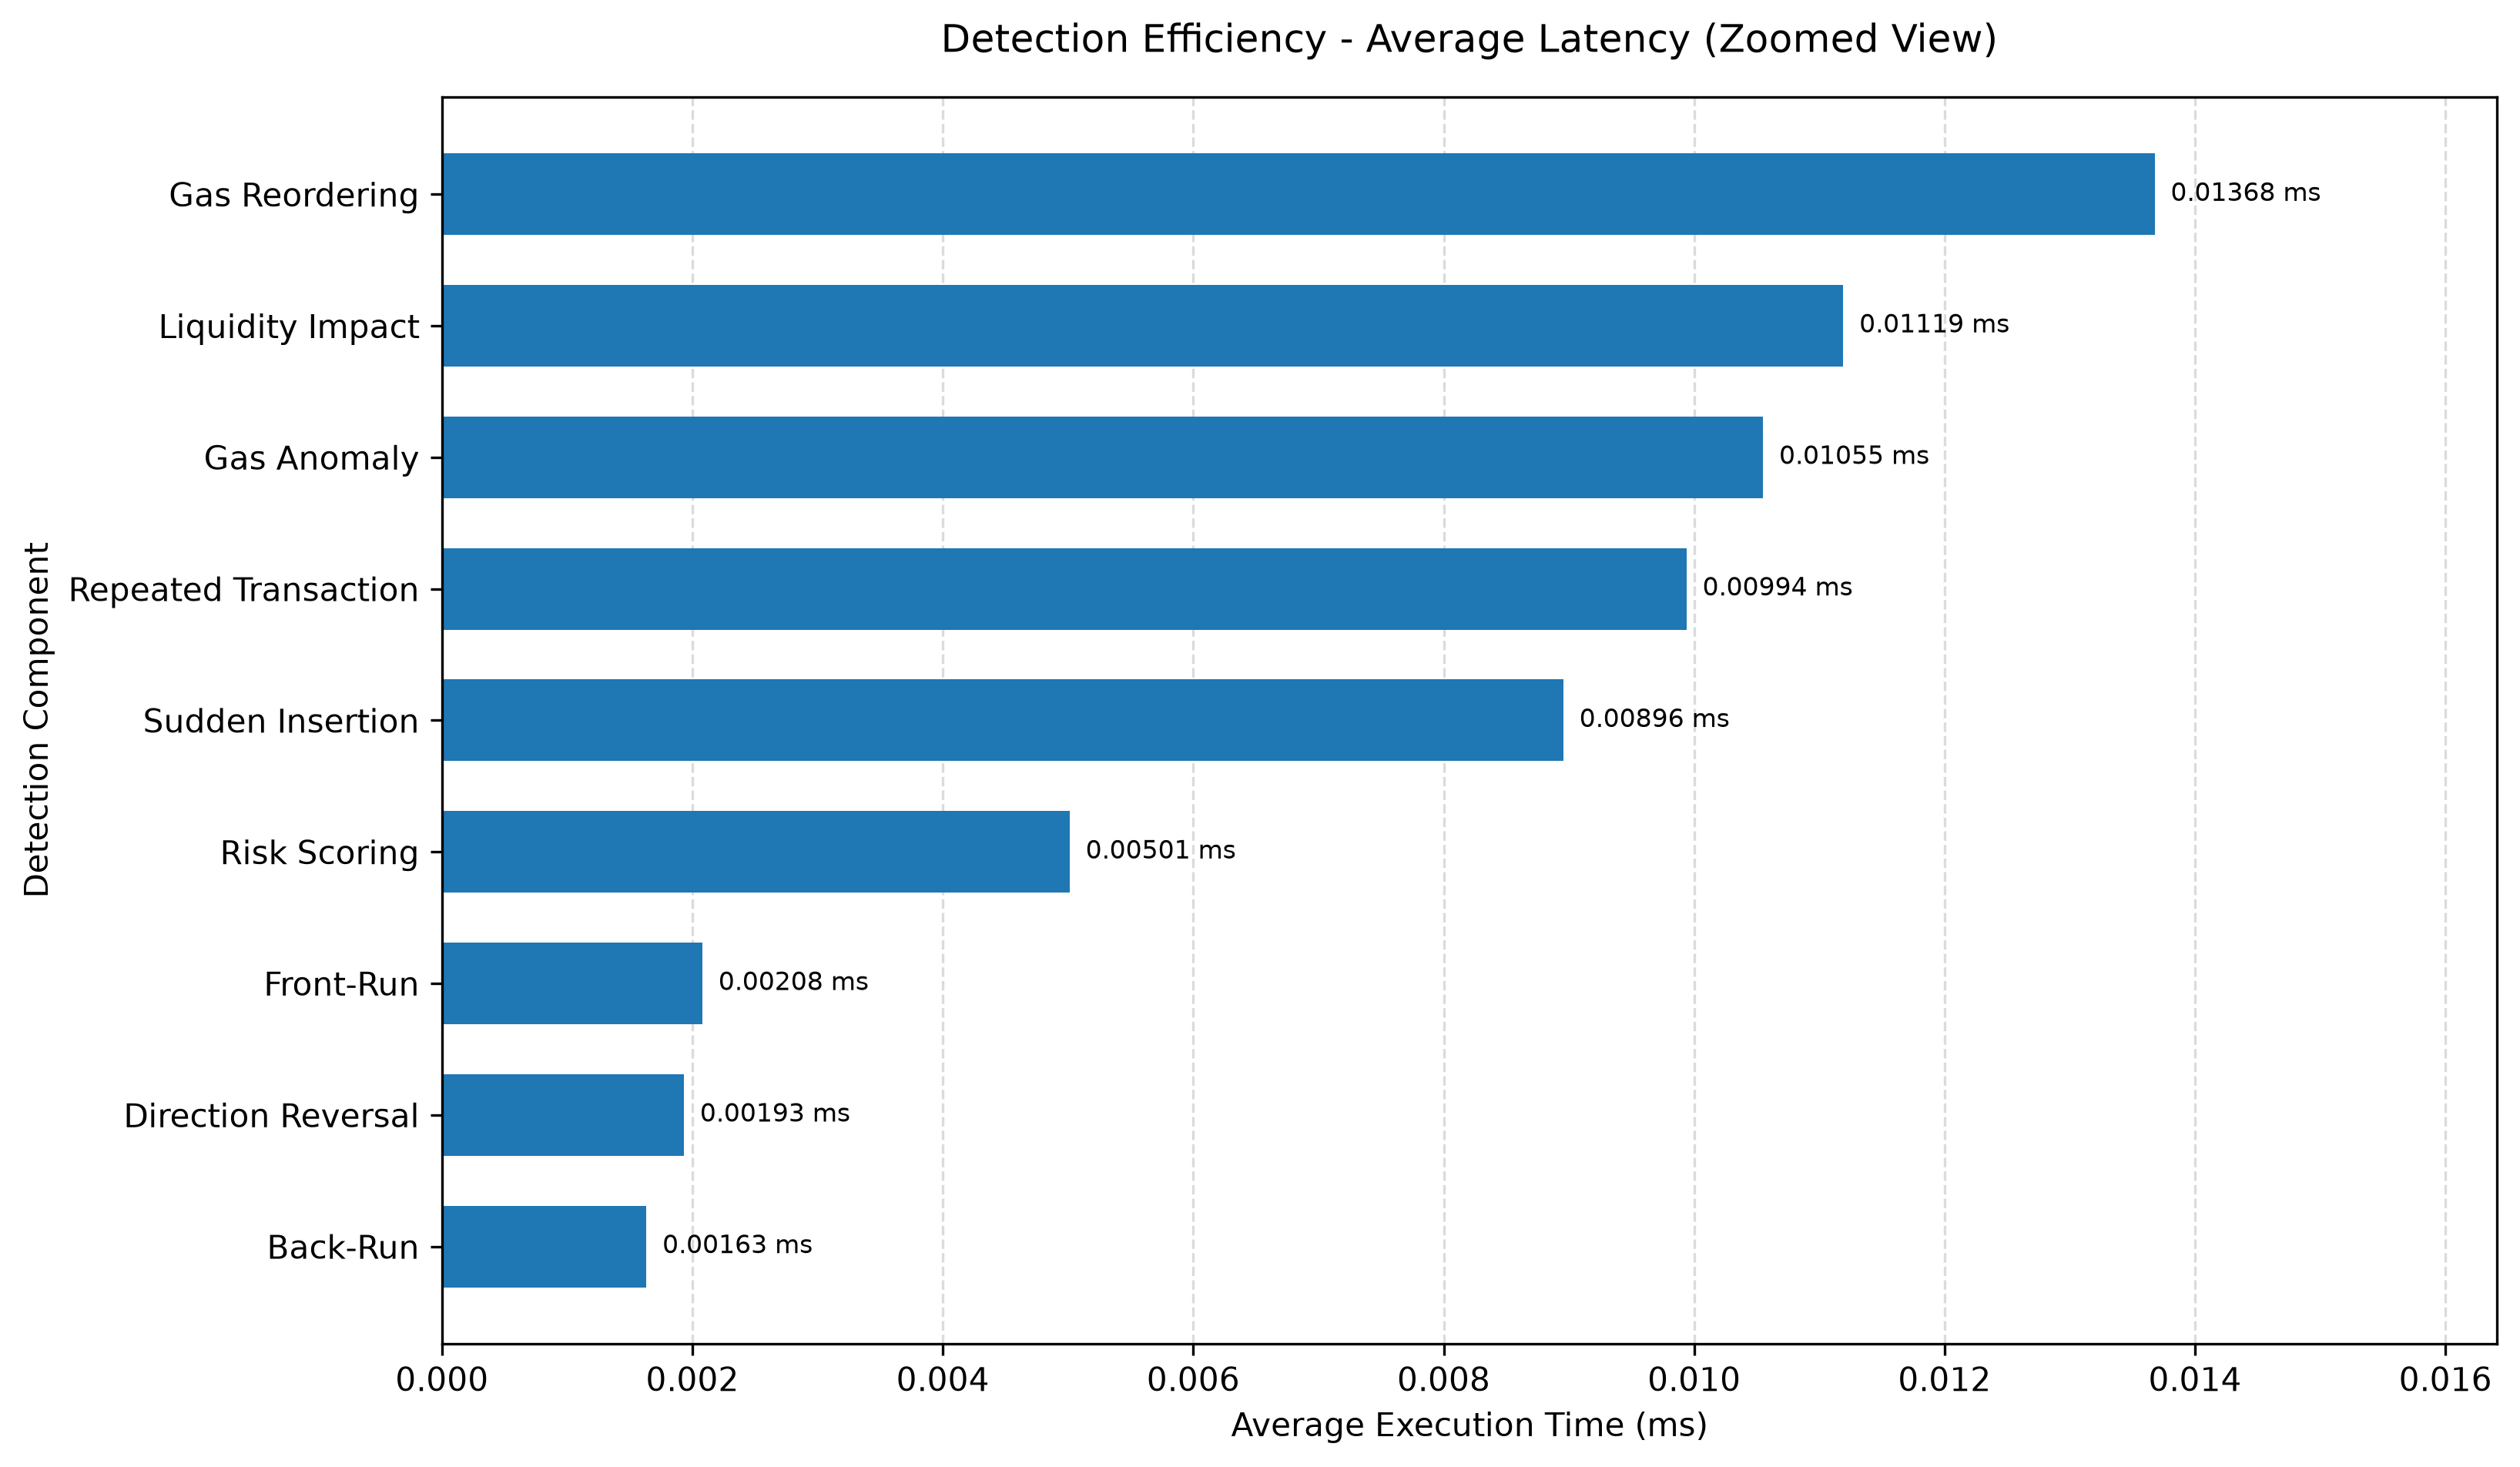 Detection Efficiency - Average Latency (Zoomed View)
Detection Component
Gas Reordering 0.01368 ms
Liquidity Impact 0.01119 ms
Gas Anomaly 0.01055 ms
Repeated Transaction 0.00994 ms
Sudden Insertion 0.00896 ms
Risk Scoring 0.00501 ms
Front-Run 0.00208 ms
Direction Reversal 0.00193 ms
Back-Run 0.00163 ms
0.000 0.002 0.004 0.006 0.008 0.010 0.012 0.014 0.016
Average Execution Time (ms)